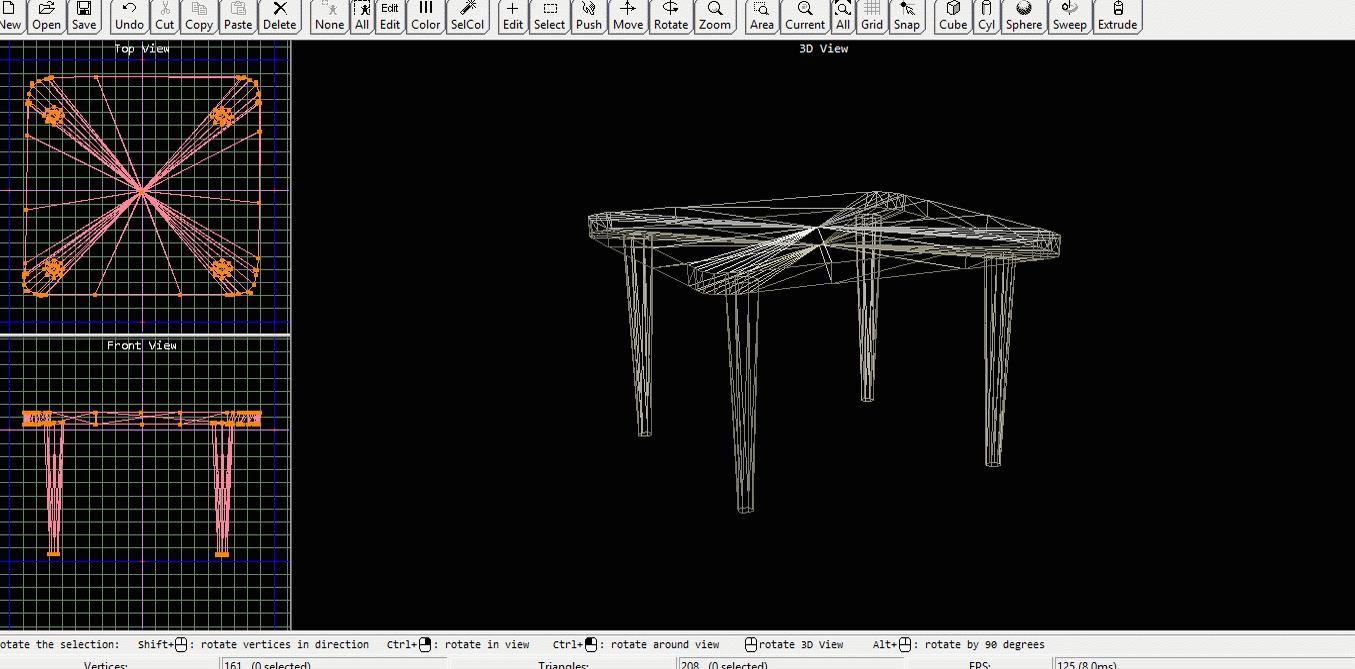 New Open Save Undo Cut Copy Paste Delete None All Edit Edit Color SelCol Edit Select Push Move Rotate Zoom Area Current All Grid Snap Cube Cyl Sphere Sweep Extrude
Top View
3D View
Front View
otate the selection: Shift+ : rotate vertices in direction Ctrl+ : rotate in view Ctrl+ : rotate around view rotate 3D View Alt+ : rotate by 90 degrees
Vertices: 161 (0 selected) Triangles: 208 (0 selected) FPS: 125 (8.0ms)